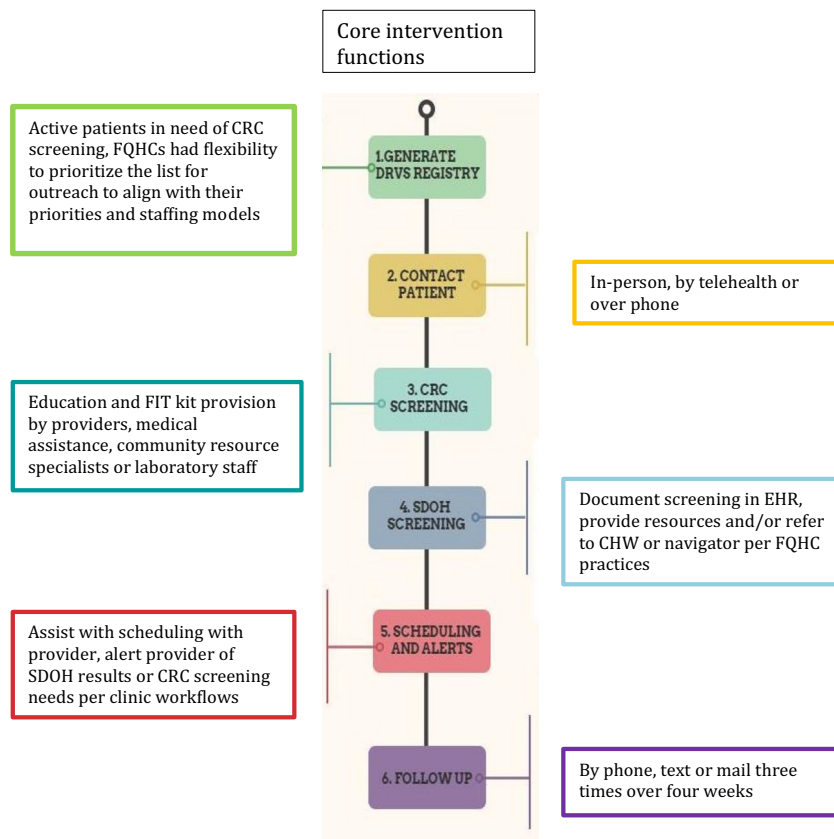 Core intervention
functions
Active patients in need of CRC
screening, FQHCs had flexibility
to prioritize the list for
outreach to align with their
priorities and staffing models
1.GENERATE
DRVS REGISTRY
2. CONTACT
PATIENT
In-person, by telehealth or
over phone
Education and FIT kit provision
by providers, medical
assistance, community resource
specialists or laboratory staff
3. CRC
SCREENING
4. SDOH
SCREENING
Document screening in EHR,
provide resources and/or refer
to CHW or navigator per FQHC
practices
Assist with scheduling with
provider, alert provider of
SDOH results or CRC screening
needs per clinic workflows
5. SCHEDULING
AND ALERTS
6. FOLLOW UP
By phone, text or mail three
times over four weeks